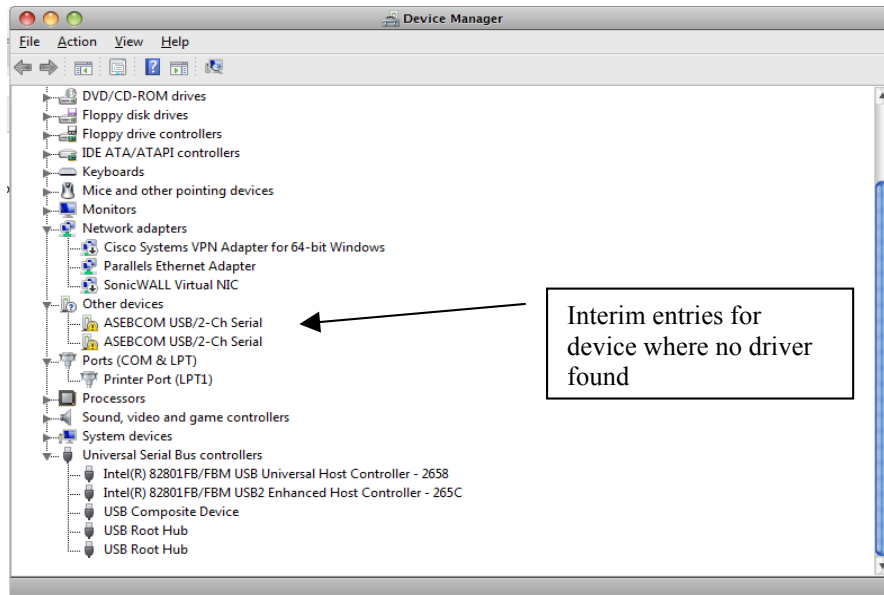 Device Manager
File Action View Help
DVD/CD-ROM drives
Floppy disk drives
Floppy drive controllers
IDE ATA/ATAPI controllers
Keyboards
Mice and other pointing devices
Monitors
Network adapters
Cisco Systems VPN Adapter for 64-bit Windows
Parallels Ethernet Adapter
SonicWALL Virtual NIC
Other devices
ASEBCOM USB/2-Ch Serial
ASEBCOM USB/2-Ch Serial
Ports (COM & LPT)
Printer Port (LPT1)
Processors
Sound, video and game controllers
System devices
Universal Serial Bus controllers
Intel(R) 82801FB/FBM USB Universal Host Controller - 2658
Intel(R) 82801FB/FBM USB2 Enhanced Host Controller - 265C
USB Composite Device
USB Root Hub
USB Root Hub
Interim entries for
device where no driver
found